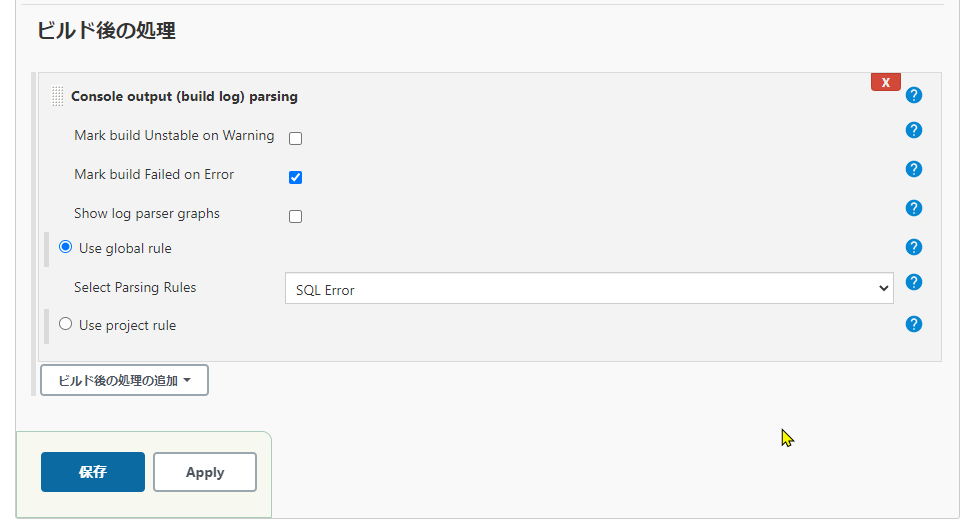 ビルド後の処理
X
Console output (build log) parsing
?
Mark build Unstable on Warning
?
Mark build Failed on Error
?
Show log parser graphs
?
Use global rule
?
Select Parsing Rules
SQL Error
?
Use project rule
?
ビルド後の処理の追加
保存
Apply